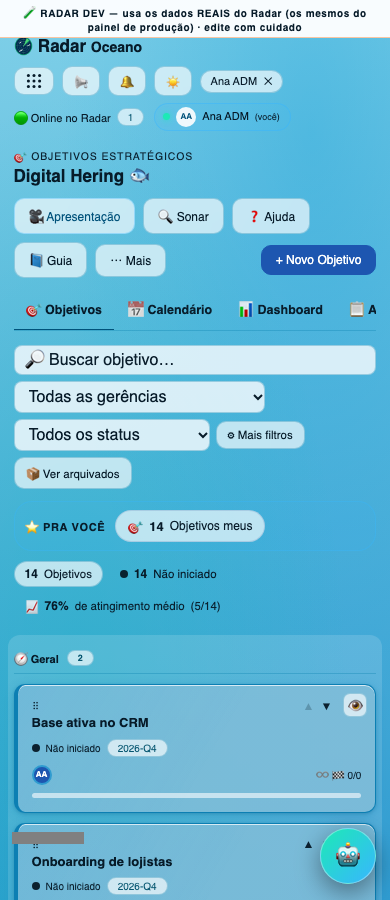 RADAR DEV — usa os dados REAIS do Radar (os mesmos do
painel de produção) · edite com cuidado
Radar Oceano
Ana ADM ×
Online no Radar 1 AA Ana ADM (você)
OBJETIVOS ESTRATÉGICOS
Digital Hering
Apresentação Sonar ? Ajuda
Guia ··· Mais + Novo Objetivo
Objetivos Calendário Dashboard A
Buscar objetivo…
Todas as gerências
Todos os status Mais filtros
Ver arquivados
PRA VOCÊ 14 Objetivos meus
14 Objetivos 14 Não iniciado
76% de atingimento médio (5/14)
Geral 2
▲ ▼
Base ativa no CRM
Não iniciado 2026-Q4
AA 0/0
▲
Onboarding de lojistas
Não iniciado 2026-Q4